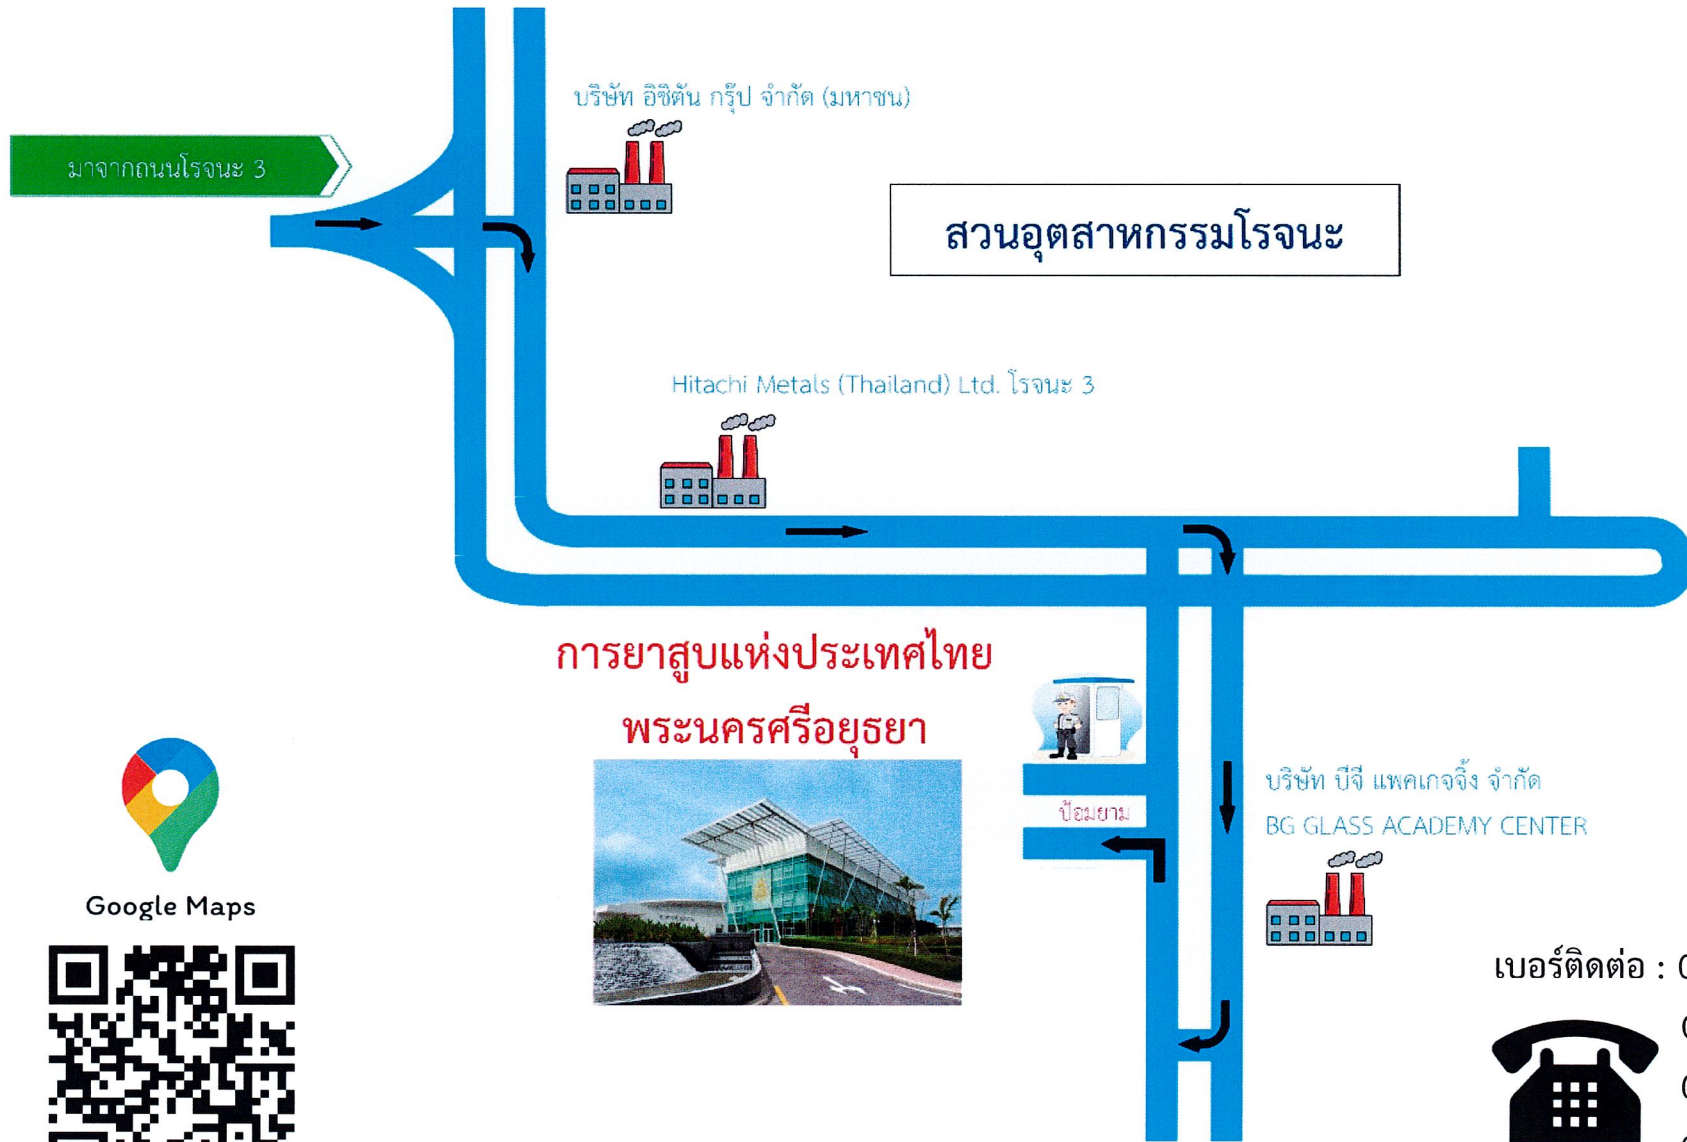 บริษัท อิชิตัน กรุ๊ป จำกัด (มหาชน)
มาจากถนนโรจนะ 3
สวนอุตสาหกรรมโรจนะ
Hitachi Metals (Thailand) Ltd. โรจนะ 3
การยาสูบแห่งประเทศไทย
พระนครศรีอยุธยา
ป้อมยาม
บริษัท บีจี แพคเกจจิ้ง จำกัด
BG GLASS ACADEMY CENTER
Google Maps
เบอร์ติดต่อ :